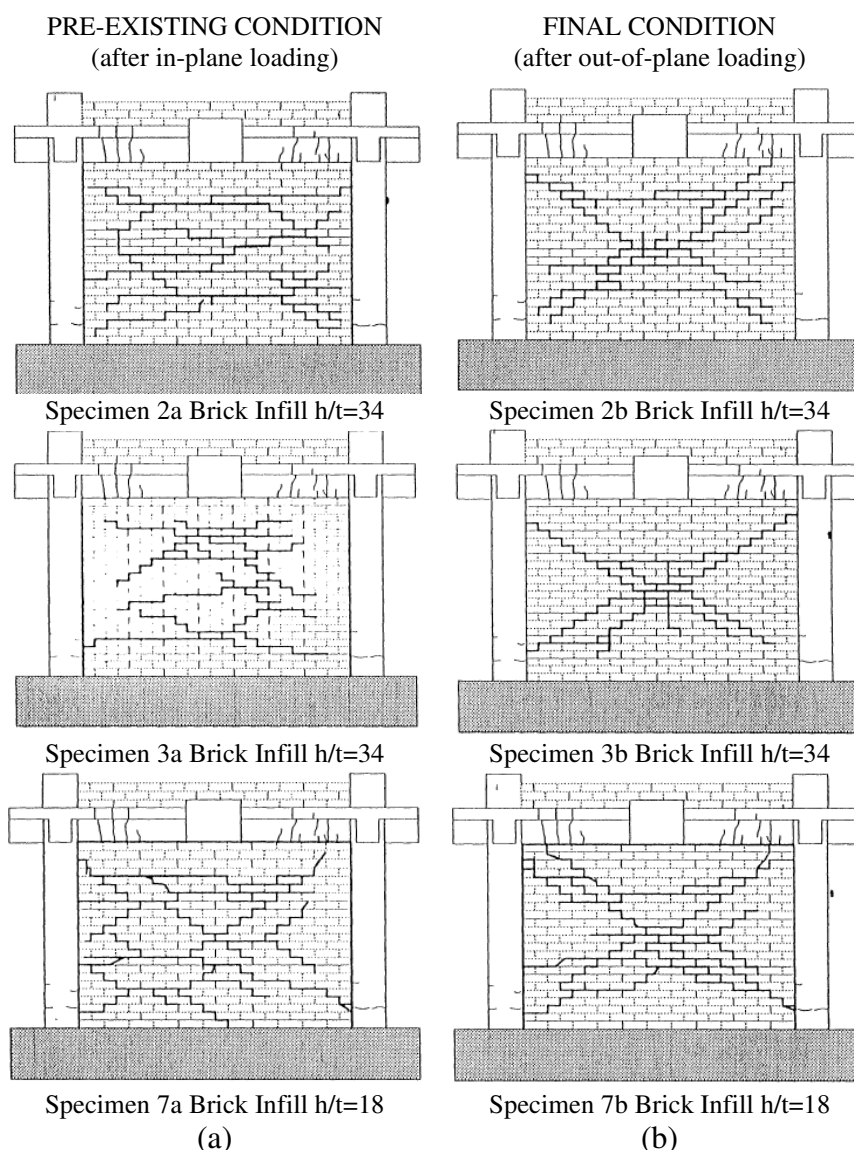 PRE-EXISTING CONDITION
(after in-plane loading)
FINAL CONDITION
(after out-of-plane loading)
Specimen 2a Brick Infill h/t=34
Specimen 2b Brick Infill h/t=34
Specimen 3a Brick Infill h/t=34
Specimen 3b Brick Infill h/t=34
Specimen 7a Brick Infill h/t=18
Specimen 7b Brick Infill h/t=18
(a)
(b)